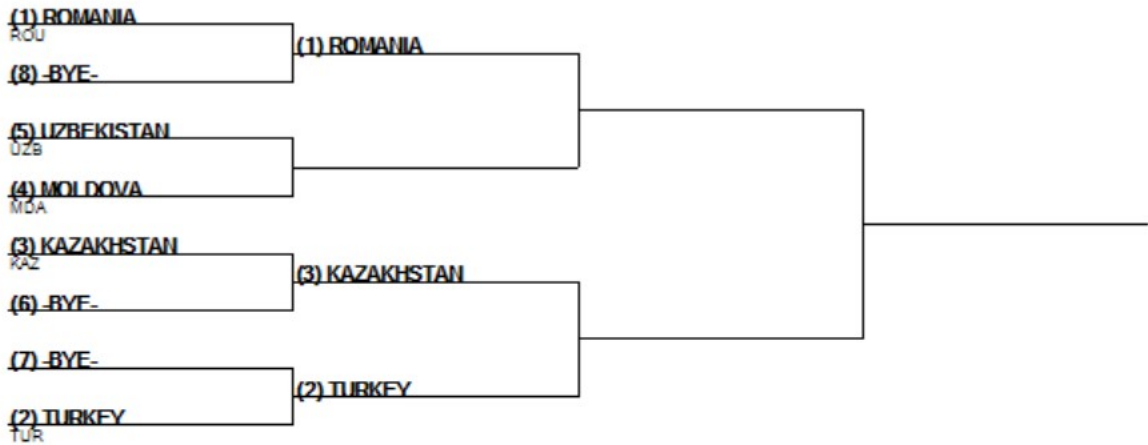 (1) ROMANIA
ROU
(1) ROMANIA
(8) -BYE-
(5) UZBEKISTAN
UZB
(4) MOLDOVA
MDA
(3) KAZAKHSTAN
KAZ
(3) KAZAKHSTAN
(6) -BYE-
(7) -BYE-
(2) TURKEY
(2) TURKEY
TUR